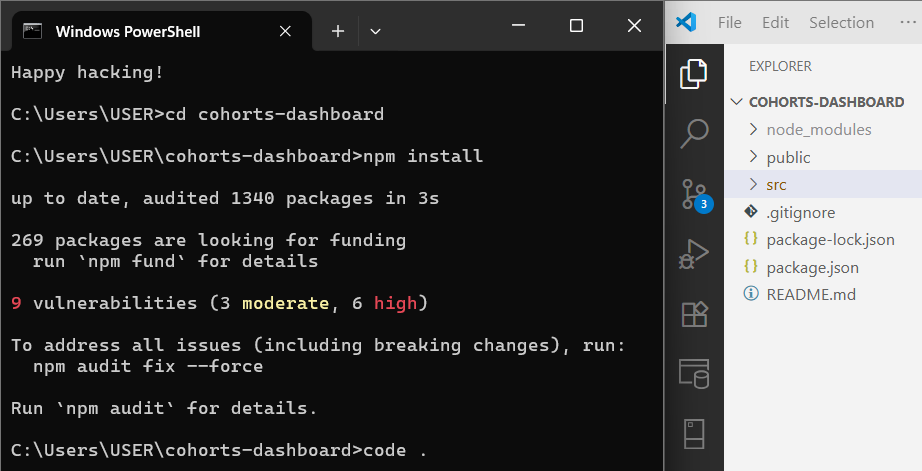 Windows PowerShell
Happy hacking!
C:\Users\USER>cd cohorts-dashboard
C:\Users\USER\cohorts-dashboard>npm install
up to date, audited 1340 packages in 3s
269 packages are looking for funding
run `npm fund` for details
9 vulnerabilities (3 moderate, 6 high)
To address all issues (including breaking changes), run:
npm audit fix --force
Run `npm audit` for details.
C:\Users\USER\cohorts-dashboard>code .
File Edit Selection ...
EXPLORER
COHORTS-DASHBOARD
node_modules
public
src
.gitignore
package-lock.json
package.json
README.md
3